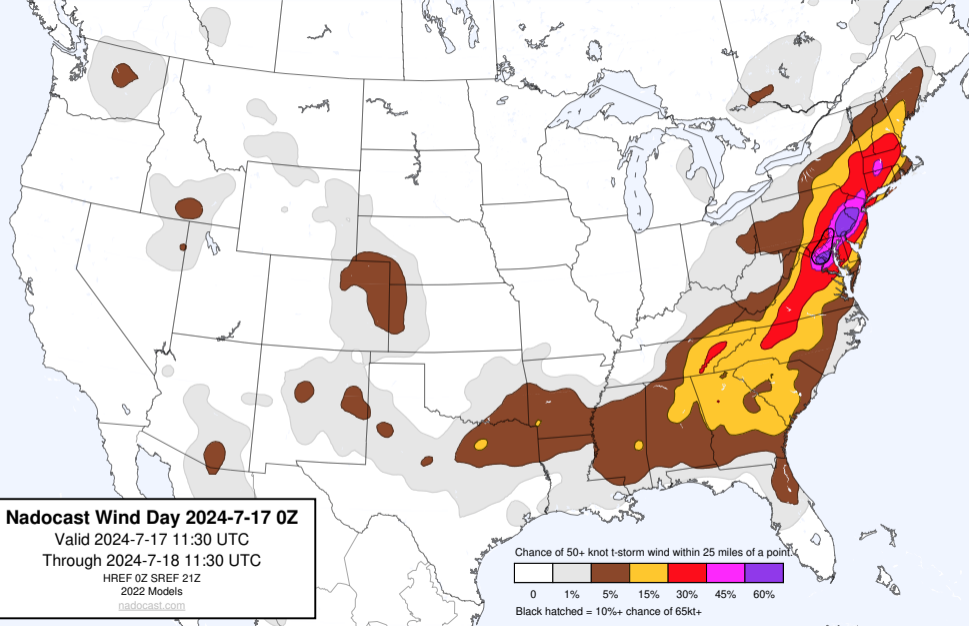 Nadocast Wind Day 2024-7-17 0Z
Valid 2024-7-17 11:30 UTC
Through 2024-7-18 11:30 UTC
HREF 0Z SREF 21Z
2022 Models
nadocast.com
Chance of 50+ knot t-storm wind within 25 miles of a point.
0 1% 5% 15% 30% 45% 60%
Black hatched = 10%+ chance of 65kt+